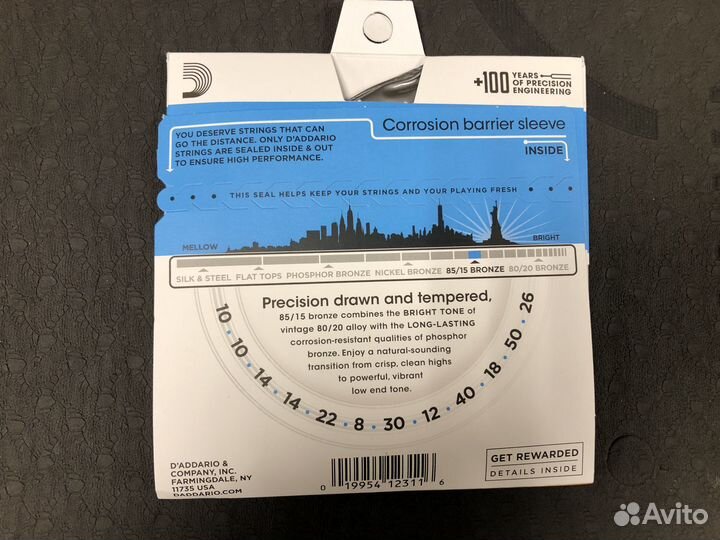 +100 YEARS
OF PRECISION
ENGINEERING
YOU DESERVE STRINGS THAT CAN
GO THE DISTANCE. ONLY D'ADDARIO
STRINGS ARE SEALED INSIDE & OUT
TO ENSURE HIGH PERFORMANCE.
Corrosion barrier sleeve
INSIDE
THIS SEAL HELPS KEEP YOUR STRINGS AND YOUR PLAYING FRESH
MELLOW
BRIGHT
SILK & STEEL FLAT TOPS PHOSPHOR BRONZE NICKEL BRONZE 85/15 BRONZE 80/20 BRONZE
Precision drawn and tempered,
85/15 bronze combines the BRIGHT TONE of
vintage 80/20 alloy with the LONG-LASTING
corrosion-resistant qualities of phosphor
bronze. Enjoy a natural-sounding
transition from crisp, clean highs
to powerful, vibrant
low end tone.
10 • 10 • 14 • 14 • 22 • 8 • 30 • 12 • 40 • 18 • 50 • 26
D'ADDARIO &
COMPANY, INC.
FARMINGDALE, NY
11735 USA
DADDARIO.COM
0 19954 12311 6
GET REWARDED
DETAILS INSIDE
Avito